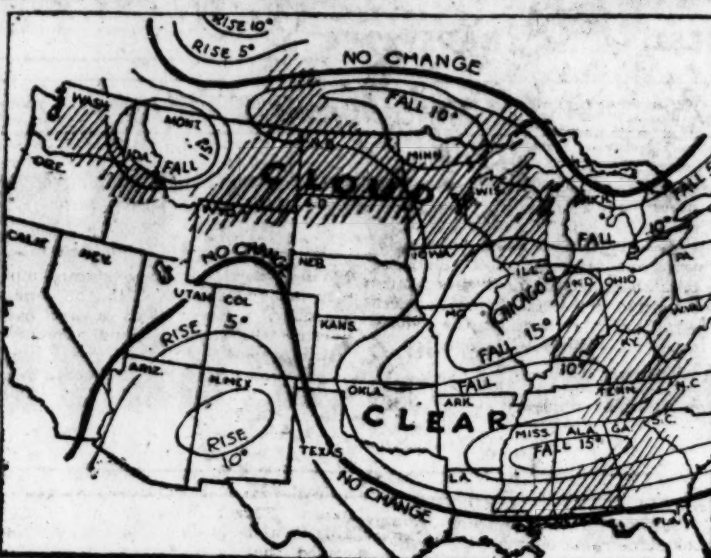 RISE 10°
RISE 5°
NO CHANGE
FALL 10°
WASH.
MONT.
FALL
IDA.
ORE.
N.D.
MINN
CLOUDY
S.D.
WIS.
MICH.
FALL
FALL 5
10°
CALIF.
NEV.
NO CHANGE
NEB.
IOWA
ILL.
IND.
OHIO
PA.
UTAH
COL.
CHICAGO
RISE
5°
KANS.
MO.
FALL 15°
KY.
W.VA.
ARIZ.
N.MEX.
OKLA.
FALL
10°
TENN.
N.C.
ARK.
CLEAR
S.C.
RISE
10°
TEXAS
MISS.
ALA.
GA.
FALL 15°
LA.
NO CHANGE
FLA.